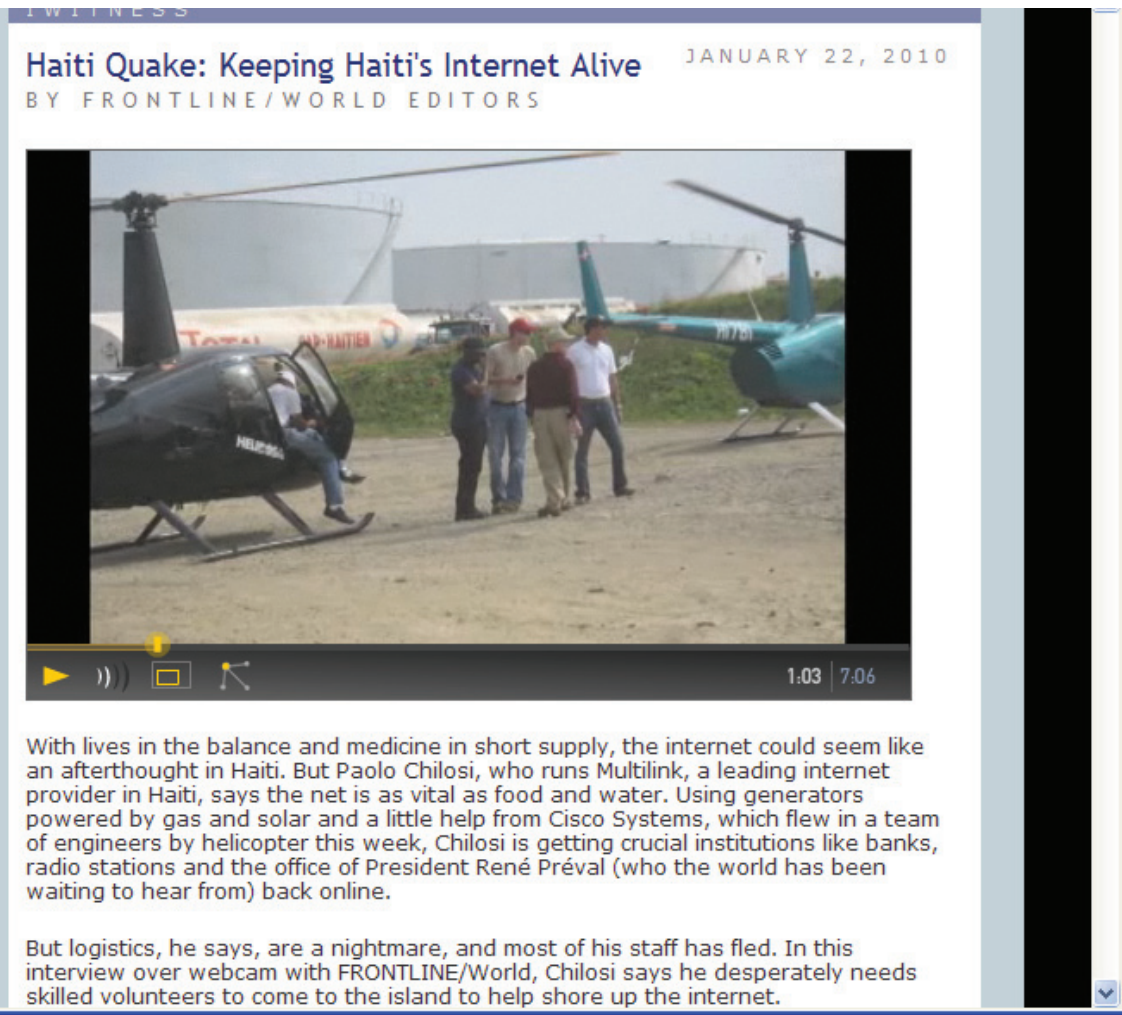 IWITNESS
Haiti Quake: Keeping Haiti's Internet Alive
JANUARY 22, 2010
BY FRONTLINE/WORLD EDITORS
TOTAL CAP-HAITIEN
1:03 7:06
With lives in the balance and medicine in short supply, the internet could seem like
an afterthought in Haiti. But Paolo Chilosi, who runs Multilink, a leading internet
provider in Haiti, says the net is as vital as food and water. Using generators
powered by gas and solar and a little help from Cisco Systems, which flew in a team
of engineers by helicopter this week, Chilosi is getting crucial institutions like banks,
radio stations and the office of President René Préval (who the world has been
waiting to hear from) back online.
But logistics, he says, are a nightmare, and most of his staff has fled. In this
interview over webcam with FRONTLINE/World, Chilosi says he desperately needs
skilled volunteers to come to the island to help shore up the internet.